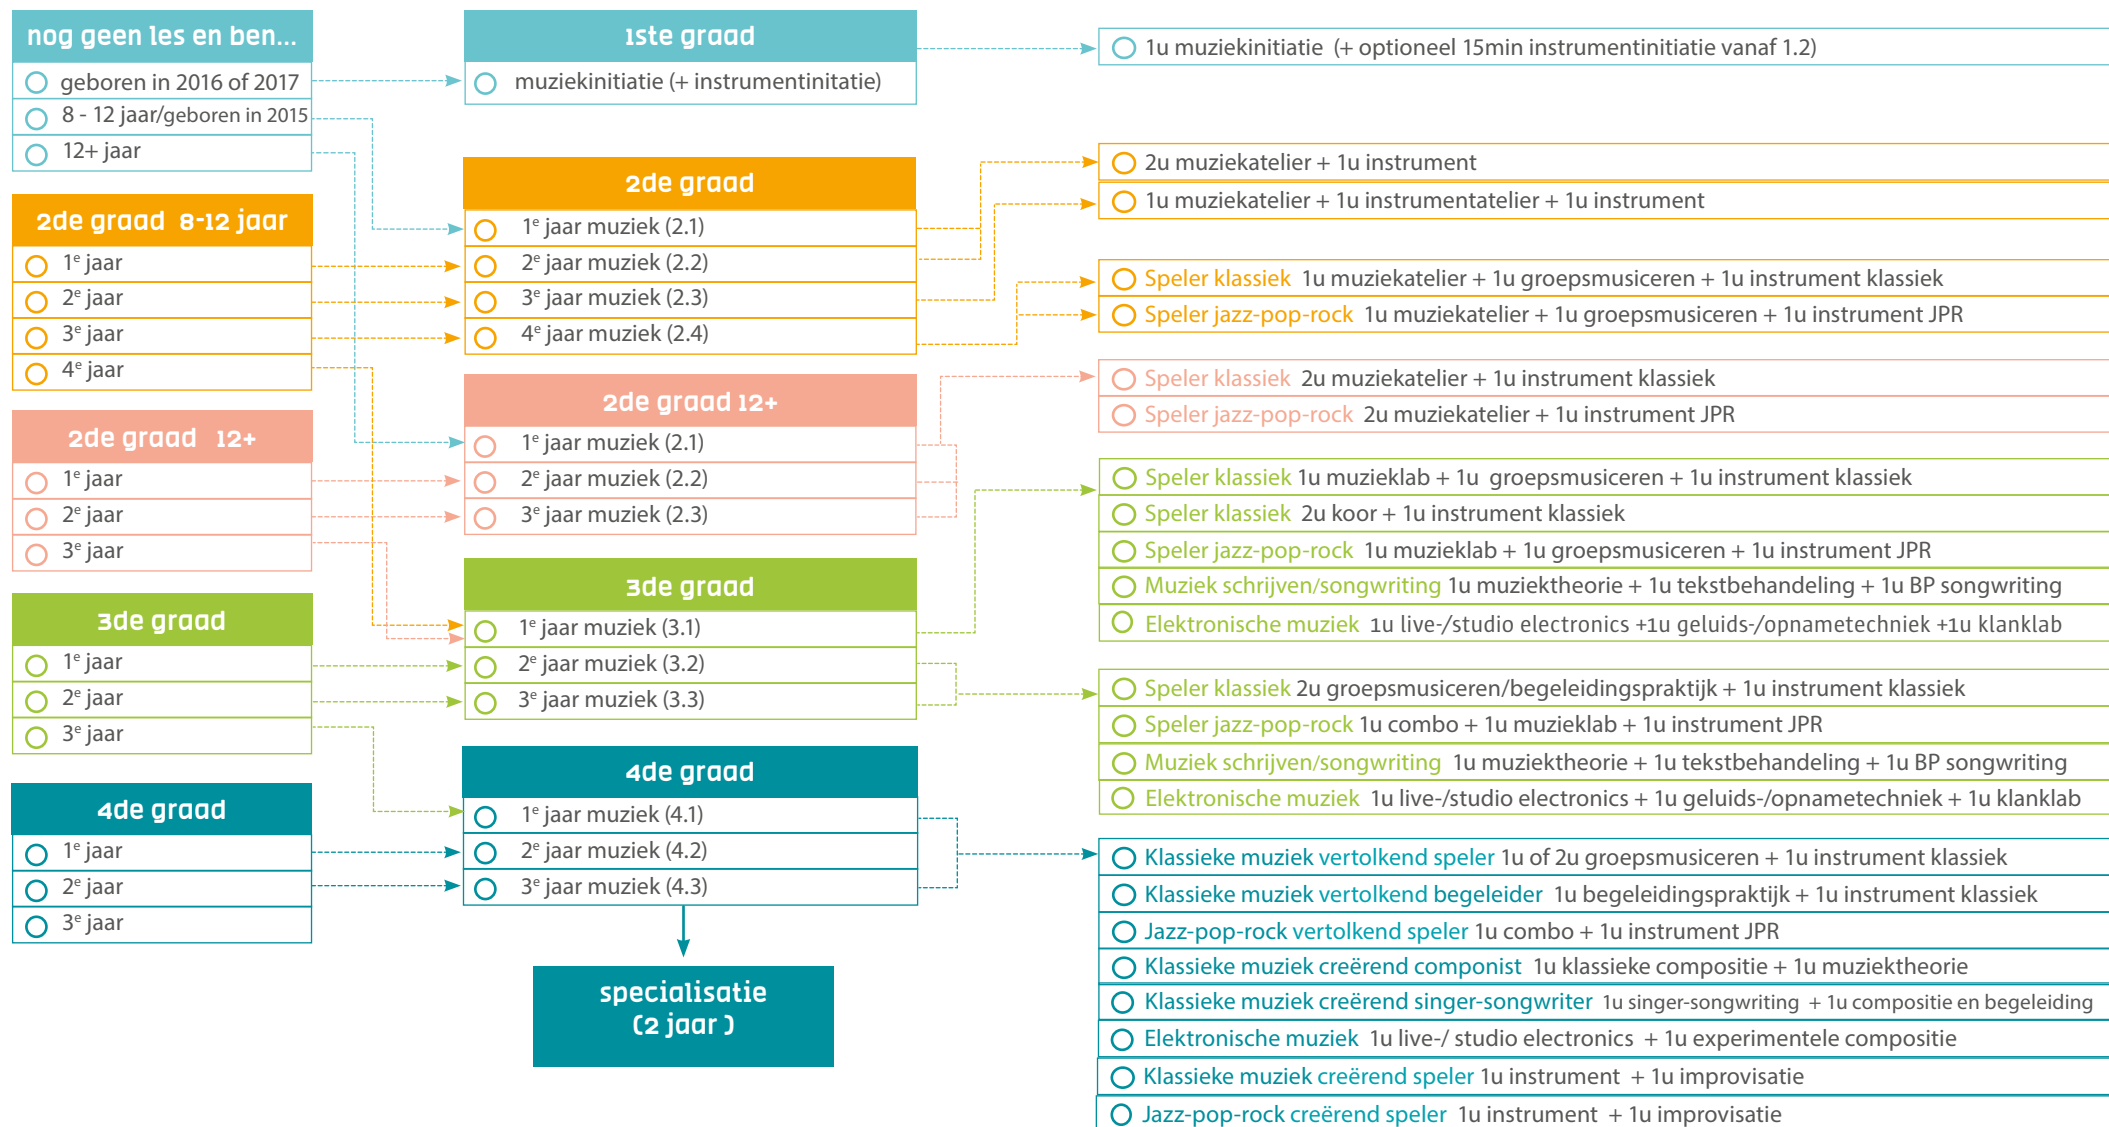 nog geen les en ben...
geboren in 2016 of 2017
8 - 12 jaar/geboren in 2015
12+ jaar
2de graad 8-12 jaar
1e jaar
2e jaar
3e jaar
4e jaar
2de graad 12+
1e jaar
2e jaar
3e jaar
3de graad
1e jaar
2e jaar
3e jaar
4de graad
1e jaar
2e jaar
3e jaar
1ste graad
muziekinitiatie (+ instrumentinitatie)
2de graad
1e jaar muziek (2.1)
2e jaar muziek (2.2)
3e jaar muziek (2.3)
4e jaar muziek (2.4)
2de graad 12+
1e jaar muziek (2.1)
2e jaar muziek (2.2)
3e jaar muziek (2.3)
3de graad
1e jaar muziek (3.1)
2e jaar muziek (3.2)
3e jaar muziek (3.3)
4de graad
1e jaar muziek (4.1)
2e jaar muziek (4.2)
3e jaar muziek (4.3)
specialisatie
(2 jaar )
1u muziekinitiatie (+ optioneel 15min instrumentinitiatie vanaf 1.2)
2u muziekatelier + 1u instrument
1u muziekatelier + 1u instrumentatelier + 1u instrument
Speler klassiek 1u muziekatelier + 1u groepsmusiceren + 1u instrument klassiek
Speler jazz-pop-rock 1u muziekatelier + 1u groepsmusiceren + 1u instrument JPR
Speler klassiek 2u muziekatelier + 1u instrument klassiek
Speler jazz-pop-rock 2u muziekatelier + 1u instrument JPR
Speler klassiek 1u muzieklab + 1u groepsmusiceren + 1u instrument klassiek
Speler klassiek 2u koor + 1u instrument klassiek
Speler jazz-pop-rock 1u muzieklab + 1u groepsmusiceren + 1u instrument JPR
Muziek schrijven/songwriting 1u muziektheorie + 1u tekstbehandeling + 1u BP songwriting
Elektronische muziek 1u live-/studio electronics +1u geluids-/opnametechniek +1u klanklab
Speler klassiek 2u groepsmusiceren/begeleidingspraktijk + 1u instrument klassiek
Speler jazz-pop-rock 1u combo + 1u muzieklab + 1u instrument JPR
Muziek schrijven/songwriting 1u muziektheorie + 1u tekstbehandeling + 1u BP songwriting
Elektronische muziek 1u live-/studio electronics + 1u geluids-/opnametechniek + 1u klanklab
Klassieke muziek vertolkend speler 1u of 2u groepsmusiceren + 1u instrument klassiek
Klassieke muziek vertolkend begeleider 1u begeleidingspraktijk + 1u instrument klassiek
Jazz-pop-rock vertolkend speler 1u combo + 1u instrument JPR
Klassieke muziek creërend componist 1u klassieke compositie + 1u muziektheorie
Klassieke muziek creërend singer-songwriter 1u singer-songwriting + 1u compositie en begeleiding
Elektronische muziek 1u live-/ studio electronics + 1u experimentele compositie
Klassieke muziek creërend speler 1u instrument + 1u improvisatie
Jazz-pop-rock creërend speler 1u instrument + 1u improvisatie